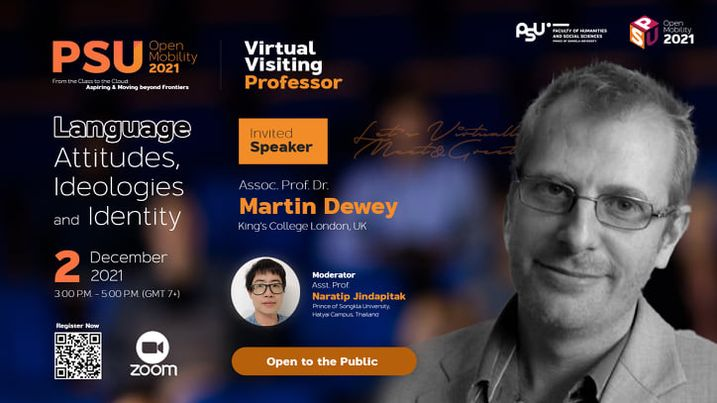 PSU Open
Mobility
2021
From the Class to the Cloud
Aspiring & Moving beyond Frontiers
Virtual
Visiting
Professor
PSU
FACULTY OF HUMANITIES
AND SOCIAL SCIENCES
PRINCE OF SONGKLA UNIVERSITY
PSU
Open
Mobility
2021
Language
Attitudes,
Ideologies
and Identity
2 December
2021
3:00 P.M. - 5:00 P.M. (GMT 7+)
Register Now
zoom
Invited
Speaker
Let's Virtually
Meet & Greet
Assoc. Prof. Dr.
Martin Dewey
King's College London, UK
Moderator
Asst. Prof.
Naratip Jindapitak
Prince of Songkla University,
Hatyai Campus, Thailand
Open to the Public